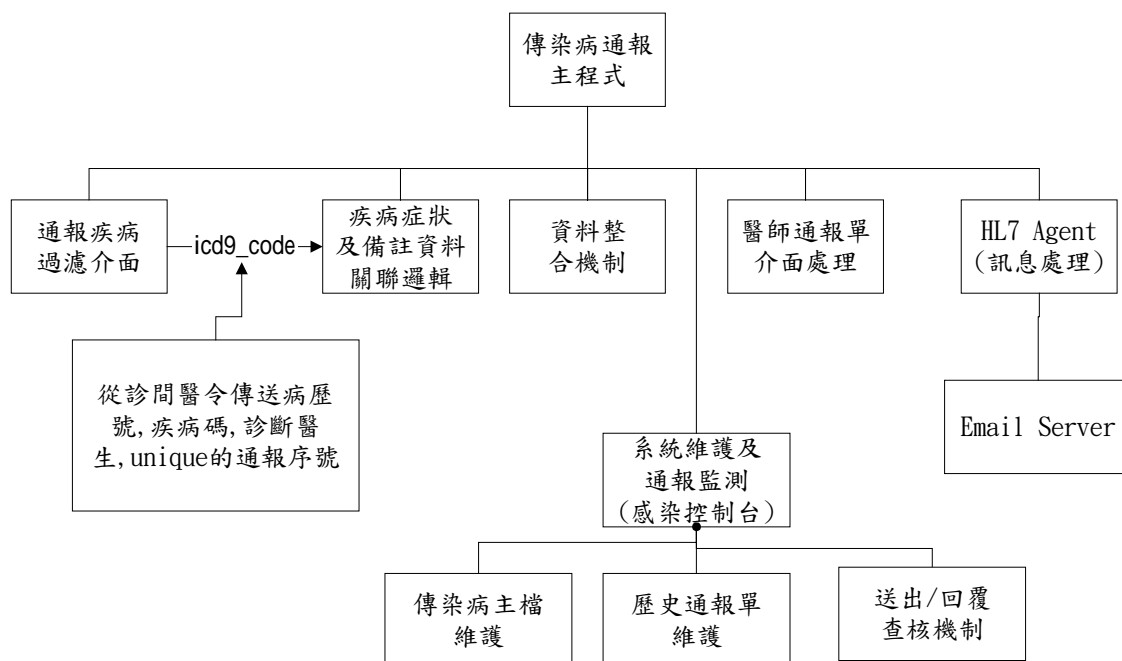 傳染病通報
主程式
通報疾病
過濾介面
icd9_code
疾病症狀
及備註資料
關聯邏輯
資料整
合機制
醫師通報單
介面處理
HL7 Agent
(訊息處理)
從診間醫令傳送病歷
號,疾病碼,診斷醫
生,unique的通報序號
Email Server
系統維護及
通報監測
(感染控制台)
傳染病主檔
維護
歷史通報單
維護
送出/回覆
查核機制